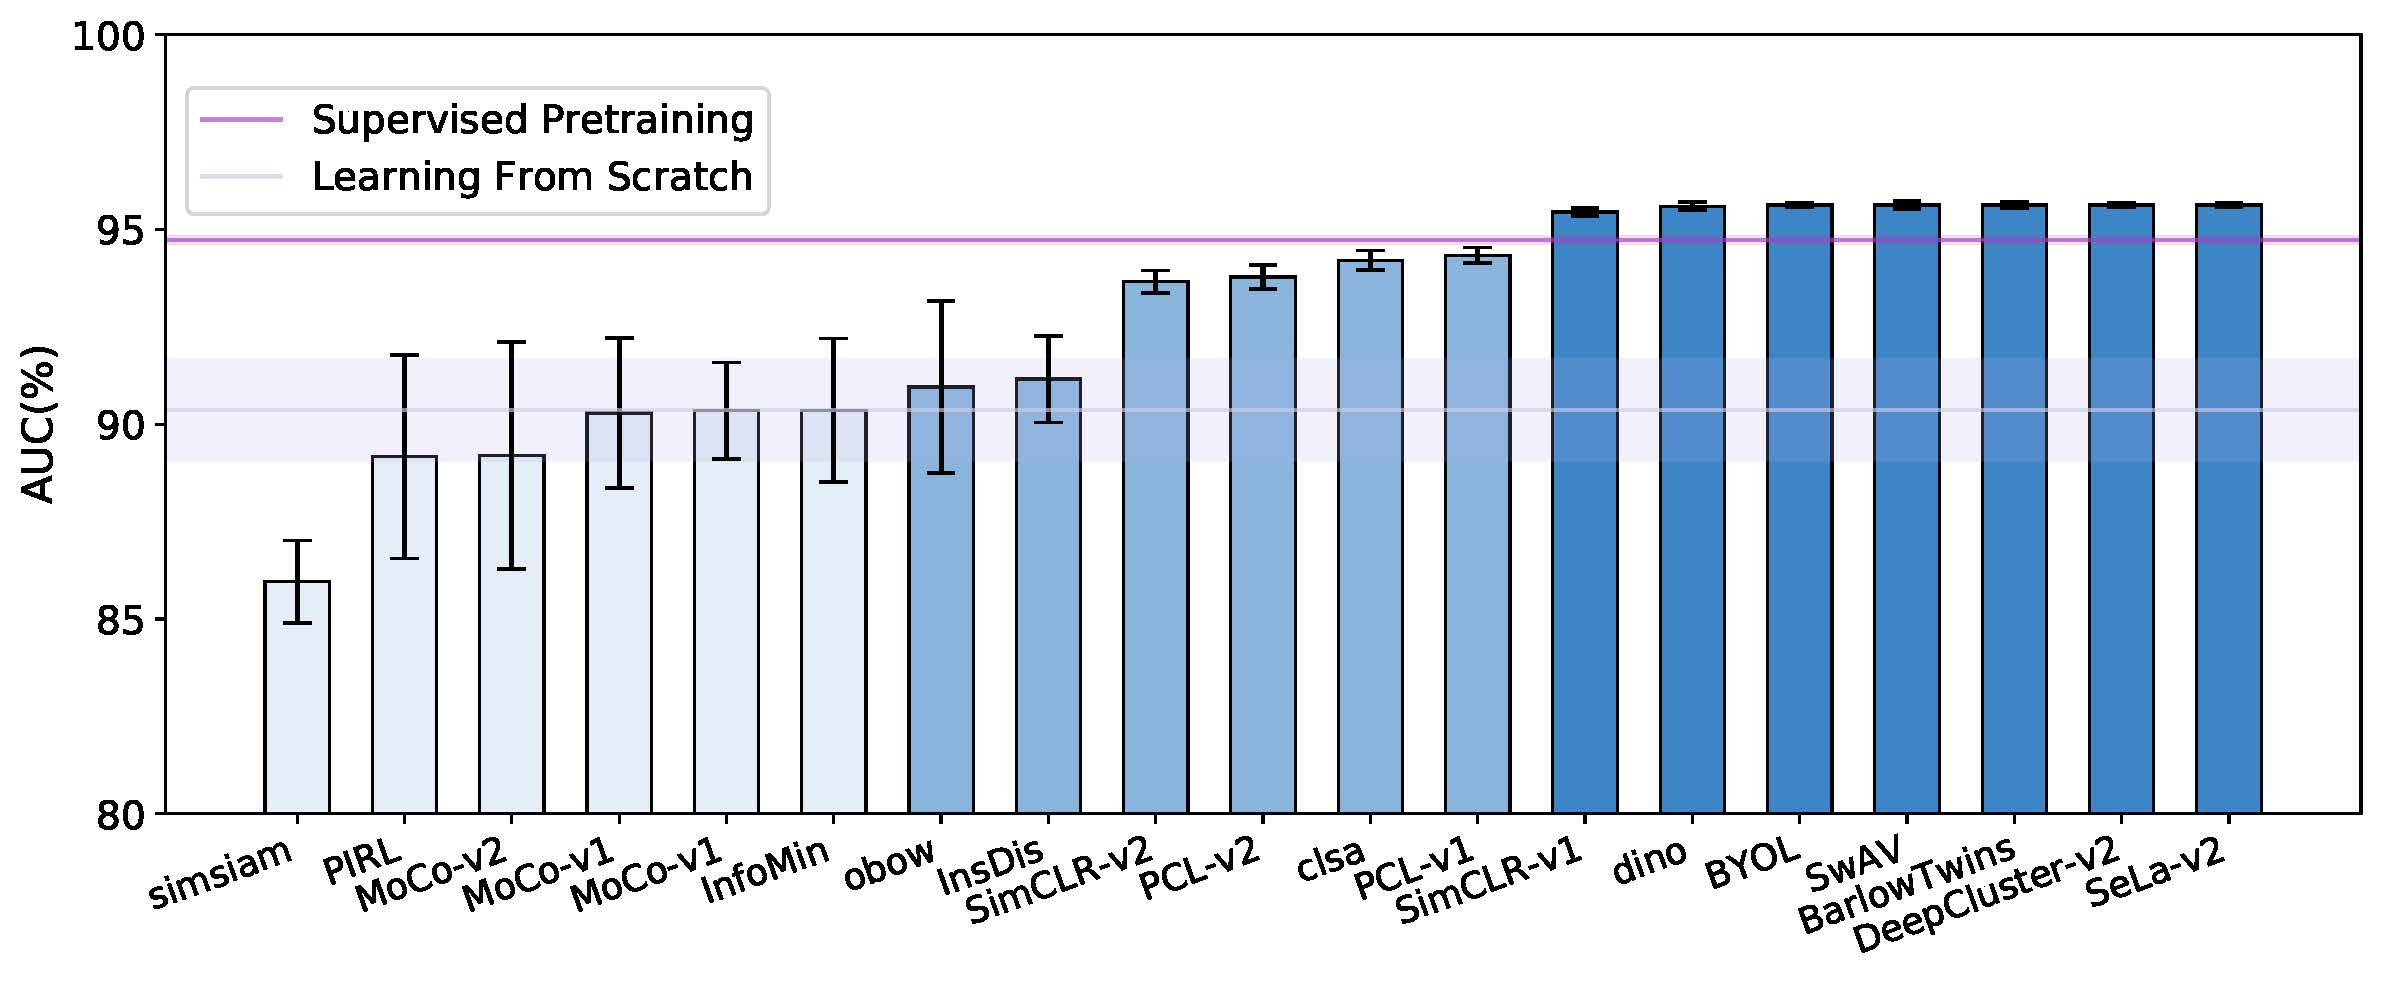 100
95
90
85
80
AUC(%)
Supervised Pretraining
Learning From Scratch
simsiam
PIRL
MoCo-v2
MoCo-v1
MoCo-v1
InfoMin
obow
InsDis
SimCLR-v2
PCL-v2
clsa
PCL-v1
SimCLR-v1
dino
BYOL
SwAV
BarlowTwins
DeepCluster-v2
SeLa-v2